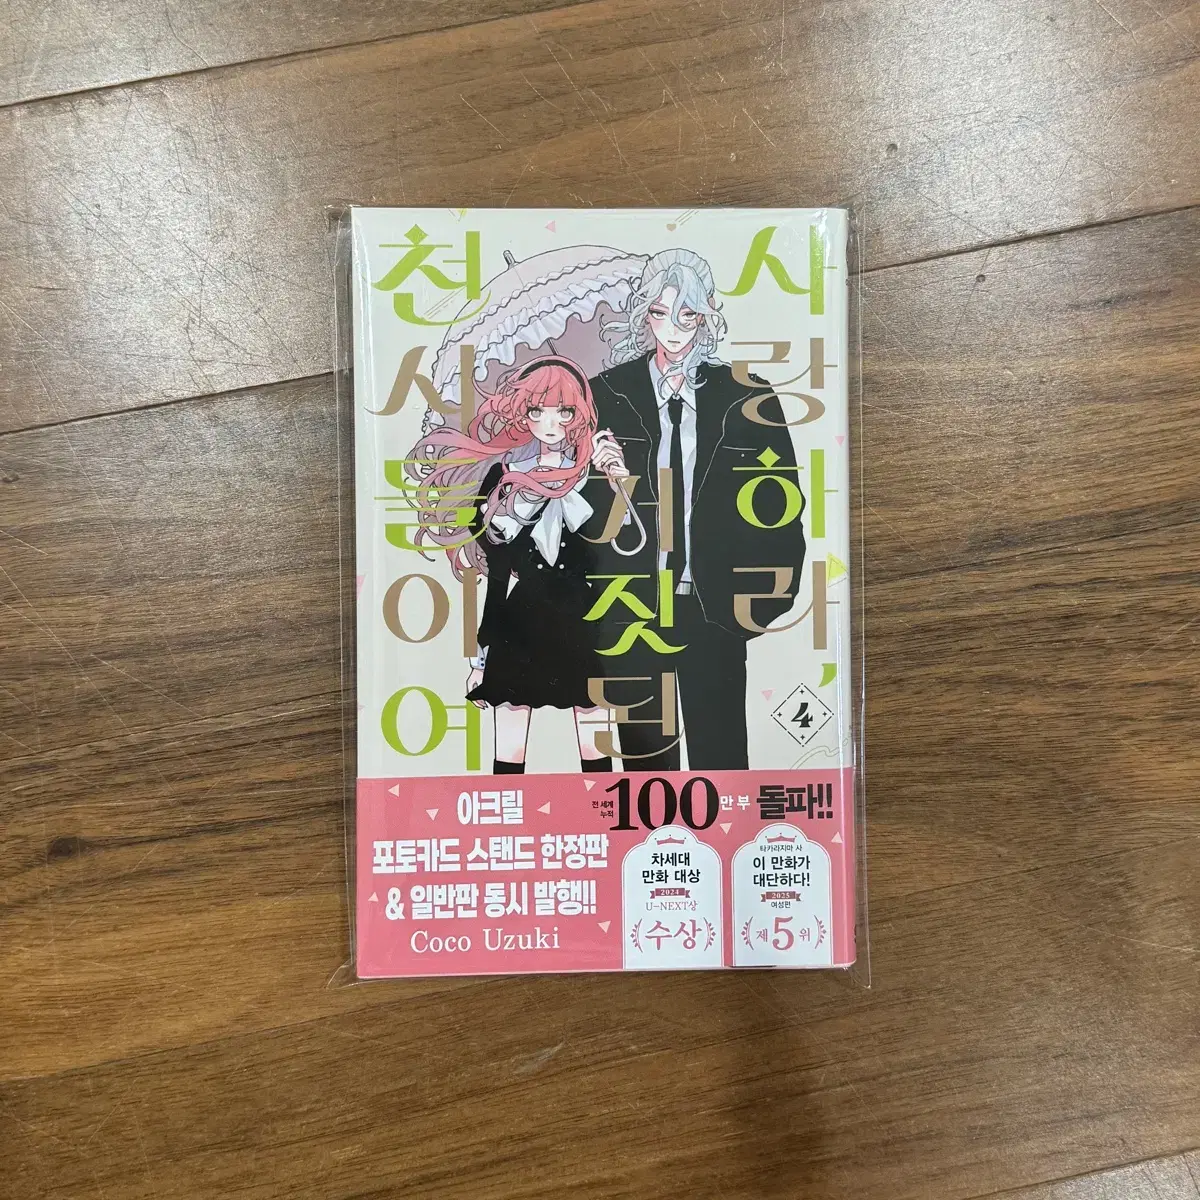 사랑하라,
거짓된
천사들이여
4
아크릴
포토카드 스탠드 한정판
& 일반판 동시 발행!!
Coco Uzuki
전 세계
누적 100만 부 돌파!!
차세대
만화 대상
2024
U-NEXT상
수상
타카라지마 사
이 만화가
대단하다!
2025
여성편
제5위